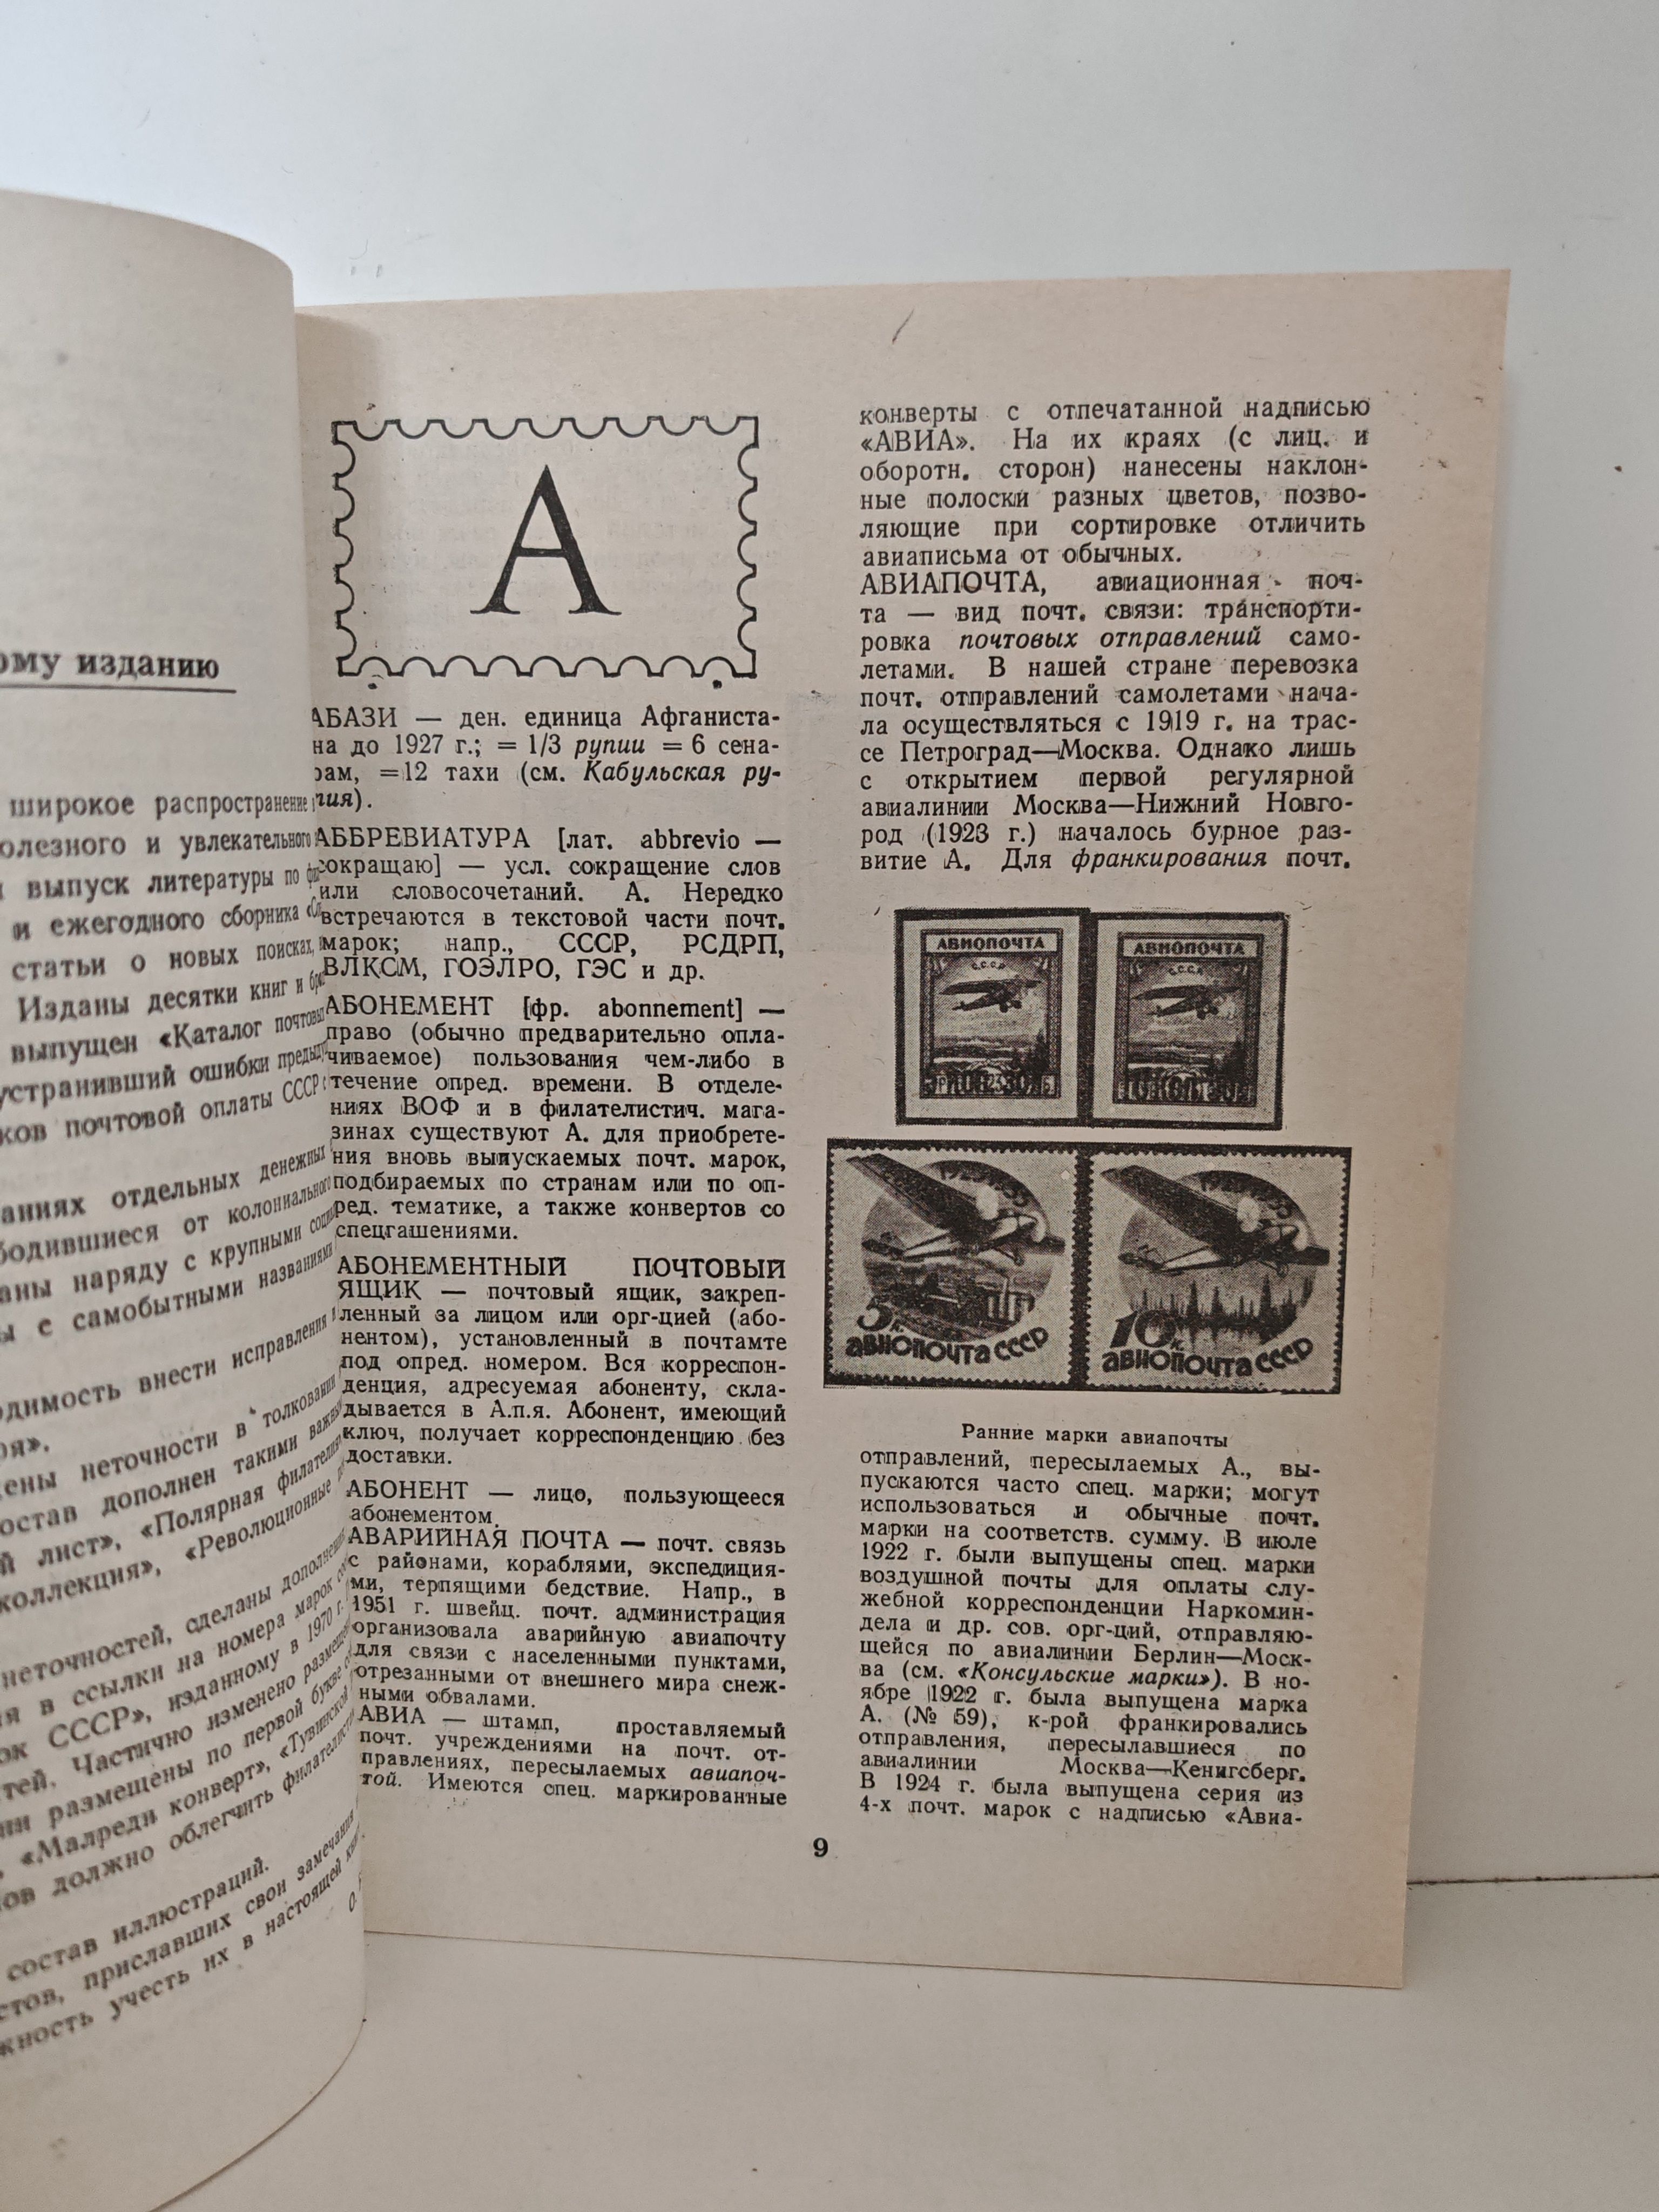 ому изданию
широкое распространение
олезного и увлекательного
выпуск литературы по
и ежегодного сборника
статьи о новых поисках,
Изданы десятки книг и
выпущен «Каталог
устранивший ошибки
ков почтовой оплаты СССР
аниях отдельных денежных
бодившиеся от колониального
аны наряду с крупными
ы с самобытными названиями
одимость внести исправления
ря».
ены неточности в толковании
остав дополнен такими
й лист», «Полярная
коллекция», «Революционные
неточностей, сделаны
ия в ссылки на номера марок
ок СССР», изданному в 1970 г.
тей. Частично изменено
ии размещены по первой букве
, «Малреди конверт», «Тувинской
ов должно облегчить
состав иллюстраций.
стов, приславших свои замечания
жность учесть их в настоящей
О.
А
АБАЗИ — ден. единица Афганиста-
на до 1927 г.; = 1/3 рупии = 6 сена-
рам, = 12 тахи (см. Кабульская ру-
пия).
АББРЕВИАТУРА [лат. abbrevio —
сокращаю] — усл. сокращение слов
или словосочетаний. А. Нередко
встречаются в текстовой части почт.
марок; напр., СССР, РСДРП,
ВЛКСМ, ГОЭЛРО, ГЭС и др.
АБОНЕМЕНТ [фр. abonnement] —
право (обычно предварительно опла-
чиваемое) пользования чем-либо в
течение опред. времени. В отделе-
ниях ВОФ и в филателистич. мага-
зинах существуют А. для приобрете-
ния вновь выпускаемых почт. марок,
подбираемых по странам или по оп-
ред. тематике, а также конвертов со
спецгашениями.
АБОНЕМЕНТНЫЙ ПОЧТОВЫЙ
ЯЩИК — почтовый ящик, закреп-
ленный за лицом или орг-цией (або-
нентом), установленный в почтамте
под опред. номером. Вся корреспон-
денция, адресуемая абоненту, скла-
дывается в А.п.я. Абонент, имеющий
ключ, получает корреспонденцию без
доставки.
АБОНЕНТ — лицо, пользующееся
абонементом.
АВАРИЙНАЯ ПОЧТА — почт. связь
с районами, кораблями, экспедиция-
ми, терпящими бедствие. Напр., в
1951 г. швейц. почт. администрация
организовала аварийную авиапочту
для связи с населенными пунктами,
отрезанными от внешнего мира снеж-
ными обвалами.
АВИА — штамп, проставляемый
почт. учреждениями на почт. от-
правлениях, пересылаемых авиапоч-
той. Имеются спец. маркированные
конверты с отпечатанной надписью
«АВИА». На их краях (с лиц. и
оборотн. сторон) нанесены наклон-
ные полоски разных цветов, позво-
ляющие при сортировке отличить
авиаписьма от обычных.
АВИАПОЧТА, авиационная поч-
та — вид почт. связи: транспорти-
ровка почтовых отправлений само-
летами. В нашей стране перевозка
почт. отправлений самолетами нача-
ла осуществляться с 1919 г. на трас-
се Петроград—Москва. Однако лишь
с открытием первой регулярной
авиалинии Москва—Нижний Новго-
род (1923 г.) началось бурное раз-
витие А. Для франкирования почт.
АВИОПОЧТА
С.С.С.Р.
АВИОПОЧТА
С.С.С.Р.
1923 1933
5 к.
АВИОПОЧТА СССР
1923 1933
10 к.
АВИОПОЧТА СССР
Ранние марки авиапочты
отправлений, пересылаемых А., вы-
пускаются часто спец. марки; могут
использоваться и обычные почт.
марки на соответств. сумму. В июле
1922 г. были выпущены спец. марки
воздушной почты для оплаты слу-
жебной корреспонденции Наркомин-
дела и др. сов. орг-ций, отправляю-
щейся по авиалинии Берлин—Моск-
ва (см. «Консульские марки»). В но-
ябре 1922 г. была выпущена марка
А. (№ 59), к-рой франкировались
отправления, пересылавшиеся по
авиалинии Москва—Кенигсберг.
В 1924 г. была выпущена серия из
4-х почт. марок с надписью «Авиа-
9